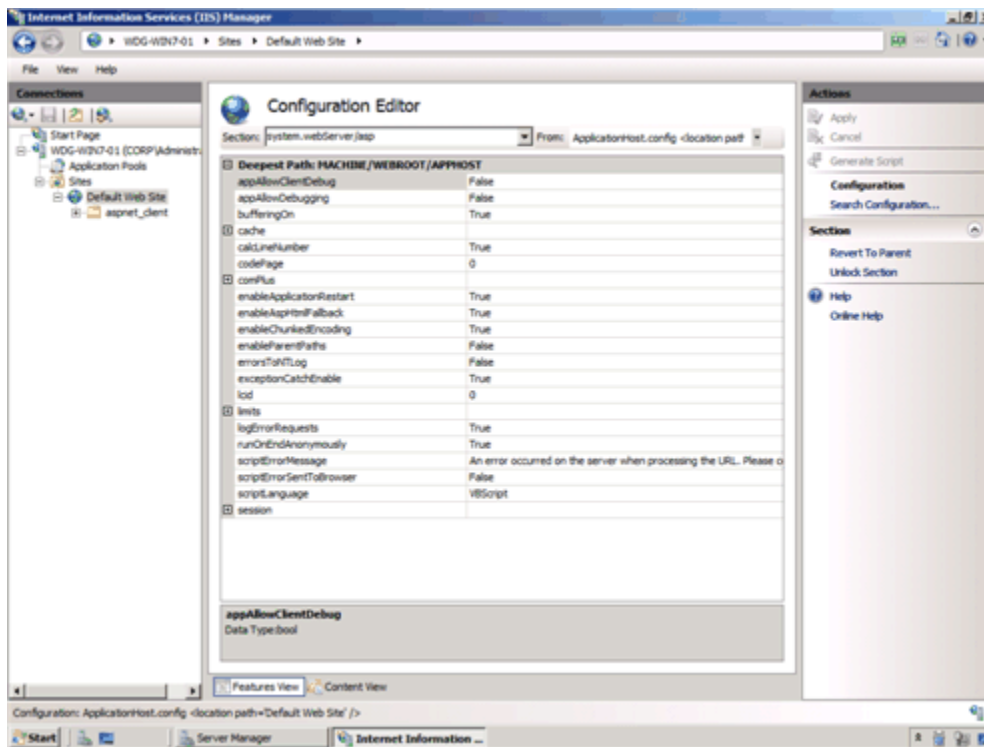 Internet Information Services (IIS) Manager
WDG-WIN7-01 Sites Default Web Site
File View Help
Connections
Start Page
WDG-WIN7-01 (CORP\Administr
Application Pools
Sites
Default Web Site
aspnet_client
Configuration Editor
Section: system.webServer/asp From: ApplicationHost.config <location pat
Deepest Path: MACHINE/WEBROOT/APPHOST
appAllowClientDebug False
appAllowDebugging False
bufferingOn True
cache
calcLineNumber True
codePage 0
comPlus
enableApplicationRestart True
enableAspHtmlFallback True
enableChunkedEncoding True
enableParentPaths False
errorsToNTLog False
exceptionCatchEnable True
lcid 0
limits
logErrorRequests True
runOnEndAnonymously True
scriptErrorMessage An error occurred on the server when processing the URL. Please c
scriptErrorSentToBrowser False
scriptLanguage VBScript
session
appAllowClientDebug
Data Type:bool
Features View Content View
Actions
Apply
Cancel
Generate Script
Configuration
Search Configuration...
Section
Revert To Parent
Unlock Section
Help
Online Help
Configuration: ApplicationHost.config <location path='Default Web Site' />
Start Server Manager Internet Information ...